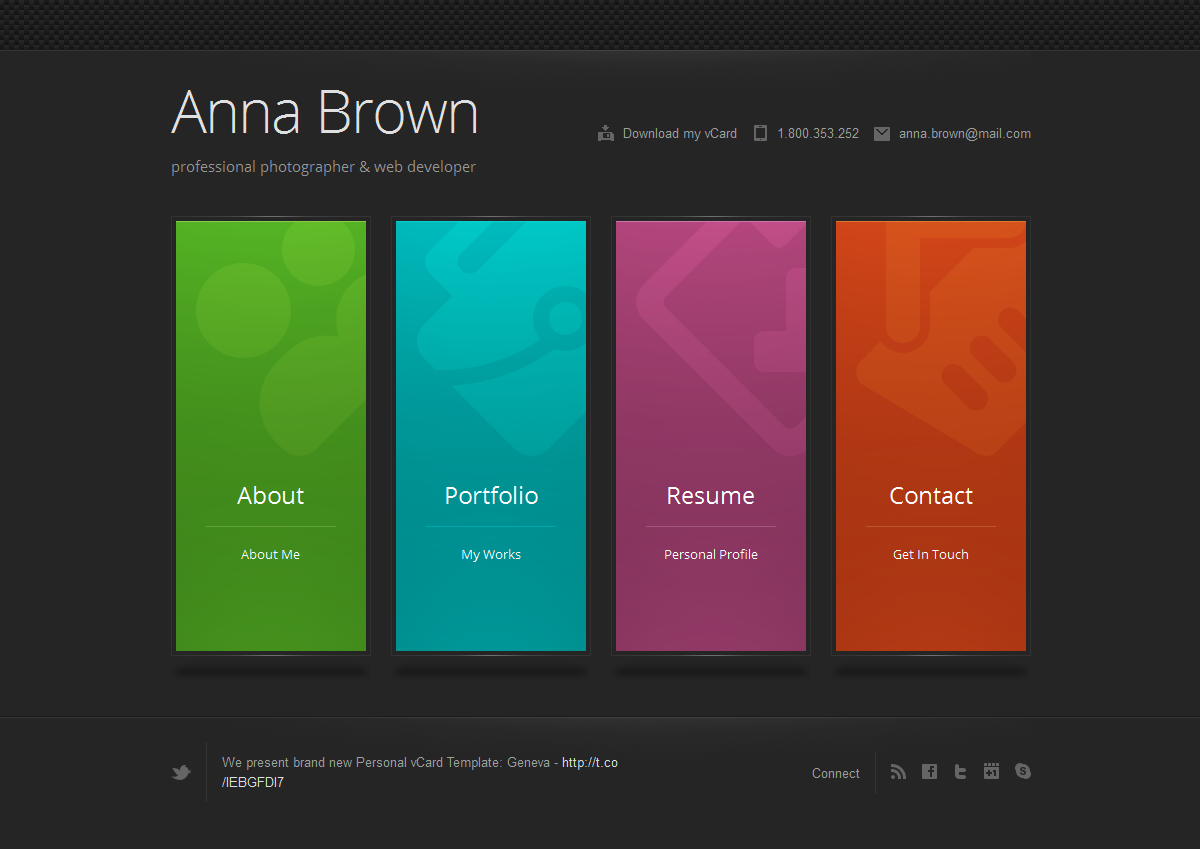 Anna Brown
professional photographer & web developer
Download my vCard 1.800.353.252 anna.brown@mail.com
About
About Me
Portfolio
My Works
Resume
Personal Profile
Contact
Get In Touch
We present brand new Personal vCard Template: Geneva - http://t.co
/IEBGFDI7
Connect